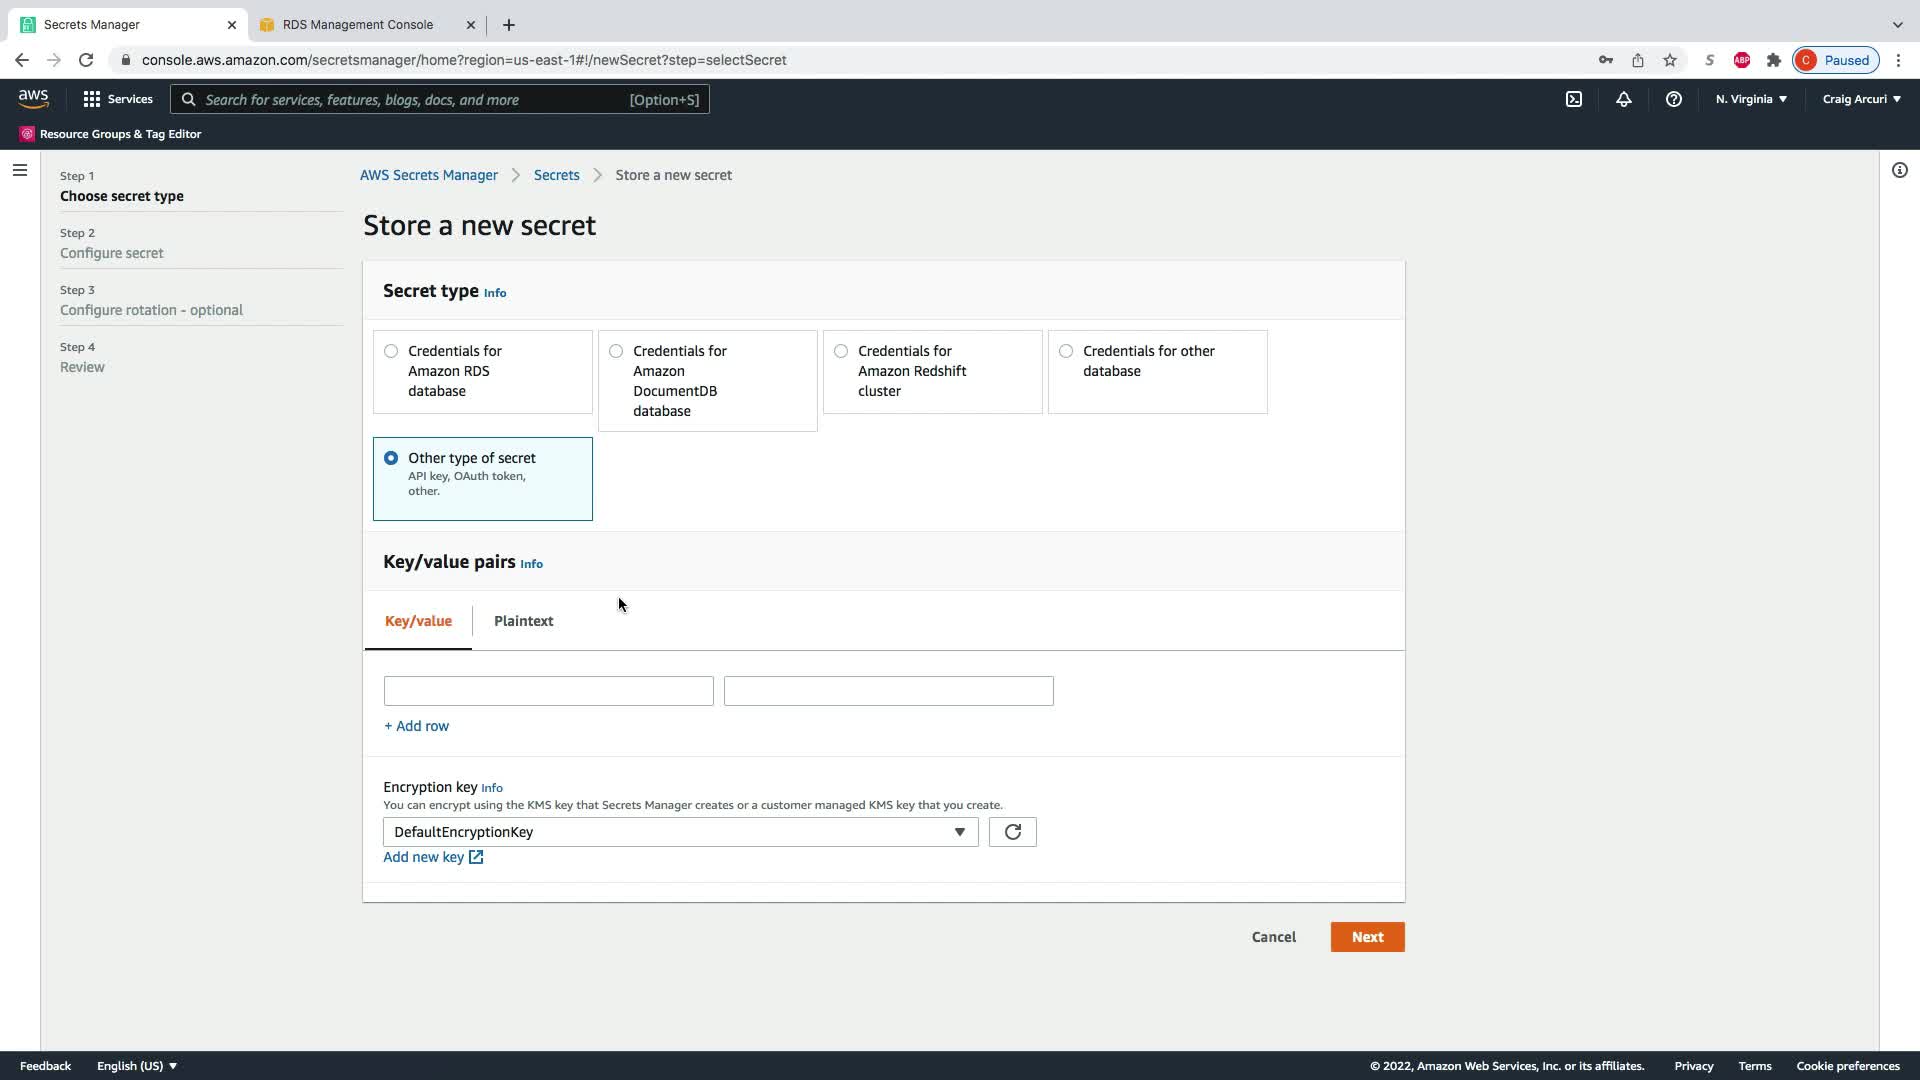 Secrets Manager
RDS Management Console
console.aws.amazon.com/secretsmanager/home?region=us-east-1#!/newSecret?step=selectSecret
S
ABP
C Paused
aws
Services
Search for services, features, blogs, docs, and more [Option+S]
N. Virginia
Craig Arcuri
Resource Groups & Tag Editor
Step 1
Choose secret type
Step 2
Configure secret
Step 3
Configure rotation - optional
Step 4
Review
AWS Secrets Manager
Secrets
Store a new secret
Store a new secret
Secret type Info
Credentials for
Amazon RDS
database
Credentials for
Amazon
DocumentDB
database
Credentials for
Amazon Redshift
cluster
Credentials for other
database
Other type of secret
API key, OAuth token,
other.
Key/value pairs Info
Key/value
Plaintext
+ Add row
Encryption key Info
You can encrypt using the KMS key that Secrets Manager creates or a customer managed KMS key that you create.
DefaultEncryptionKey
Add new key
Cancel
Next
Feedback
English (US)
© 2022, Amazon Web Services, Inc. or its affiliates.
Privacy
Terms
Cookie preferences